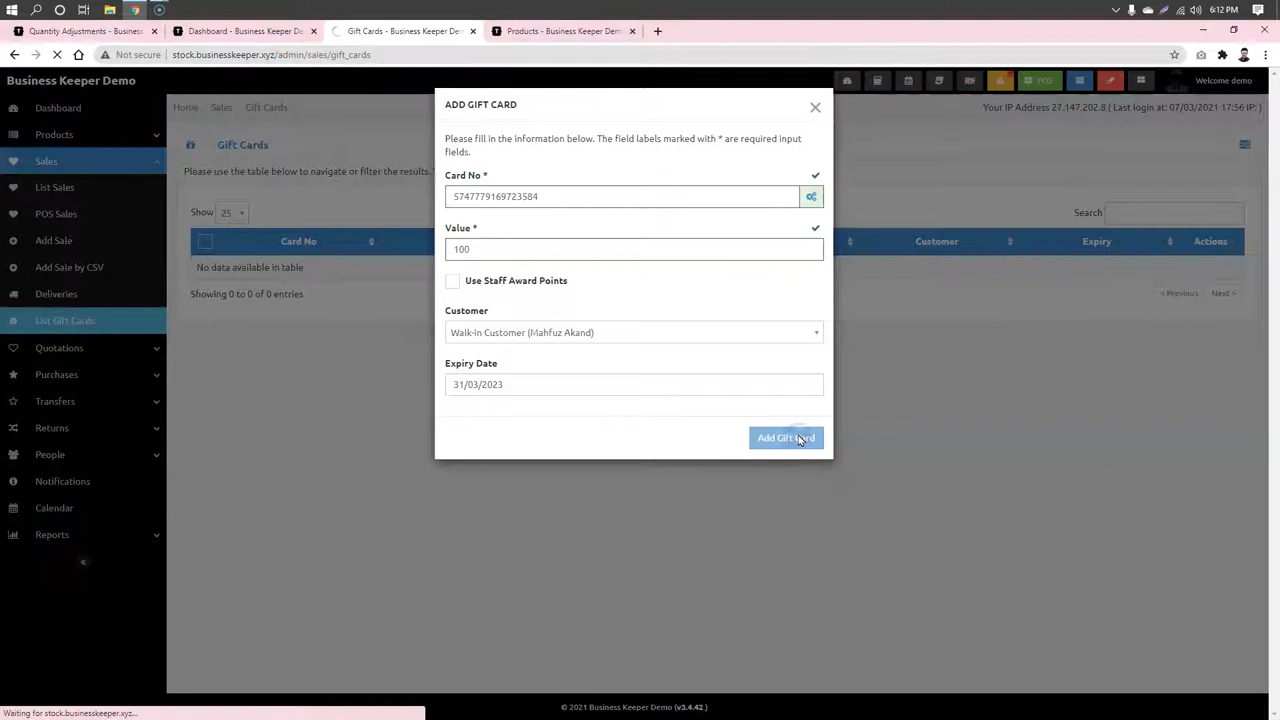 6:12 PM
Quantity Adjustments - Business
Dashboard - Business Keeper De
Gift Cards - Business Keeper Dem
Products - Business Keeper Demo
Not secure
stock.businesskeeper.xyz/admin/sales/gift_cards
Business Keeper Demo
POS
Welcome demo
Dashboard
Products
Sales
List Sales
POS Sales
Add Sale
Add Sale by CSV
Deliveries
List Gift Cards
Quotations
Purchases
Transfers
Returns
People
Notifications
Calendar
Reports
Home
Sales
Gift Cards
Your IP Address 27.147.202.8 ( Last login at: 07/03/2021 17:56 IP: )
Gift Cards
Please use the table below to navigate or filter the results.
Show 25
Search
Card No
Customer
Expiry
Actions
No data available in table
Showing 0 to 0 of 0 entries
< Previous
Next >
ADD GIFT CARD
Please fill in the information below. The field labels marked with * are required input
fields.
Card No *
5747779169723584
Value *
100
Use Staff Award Points
Customer
Walk-in Customer (Mahfuz Akand)
Expiry Date
31/03/2023
Add Gift Card
© 2021 Business Keeper Demo (v3.4.42 )
Waiting for stock.businesskeeper.xyz...